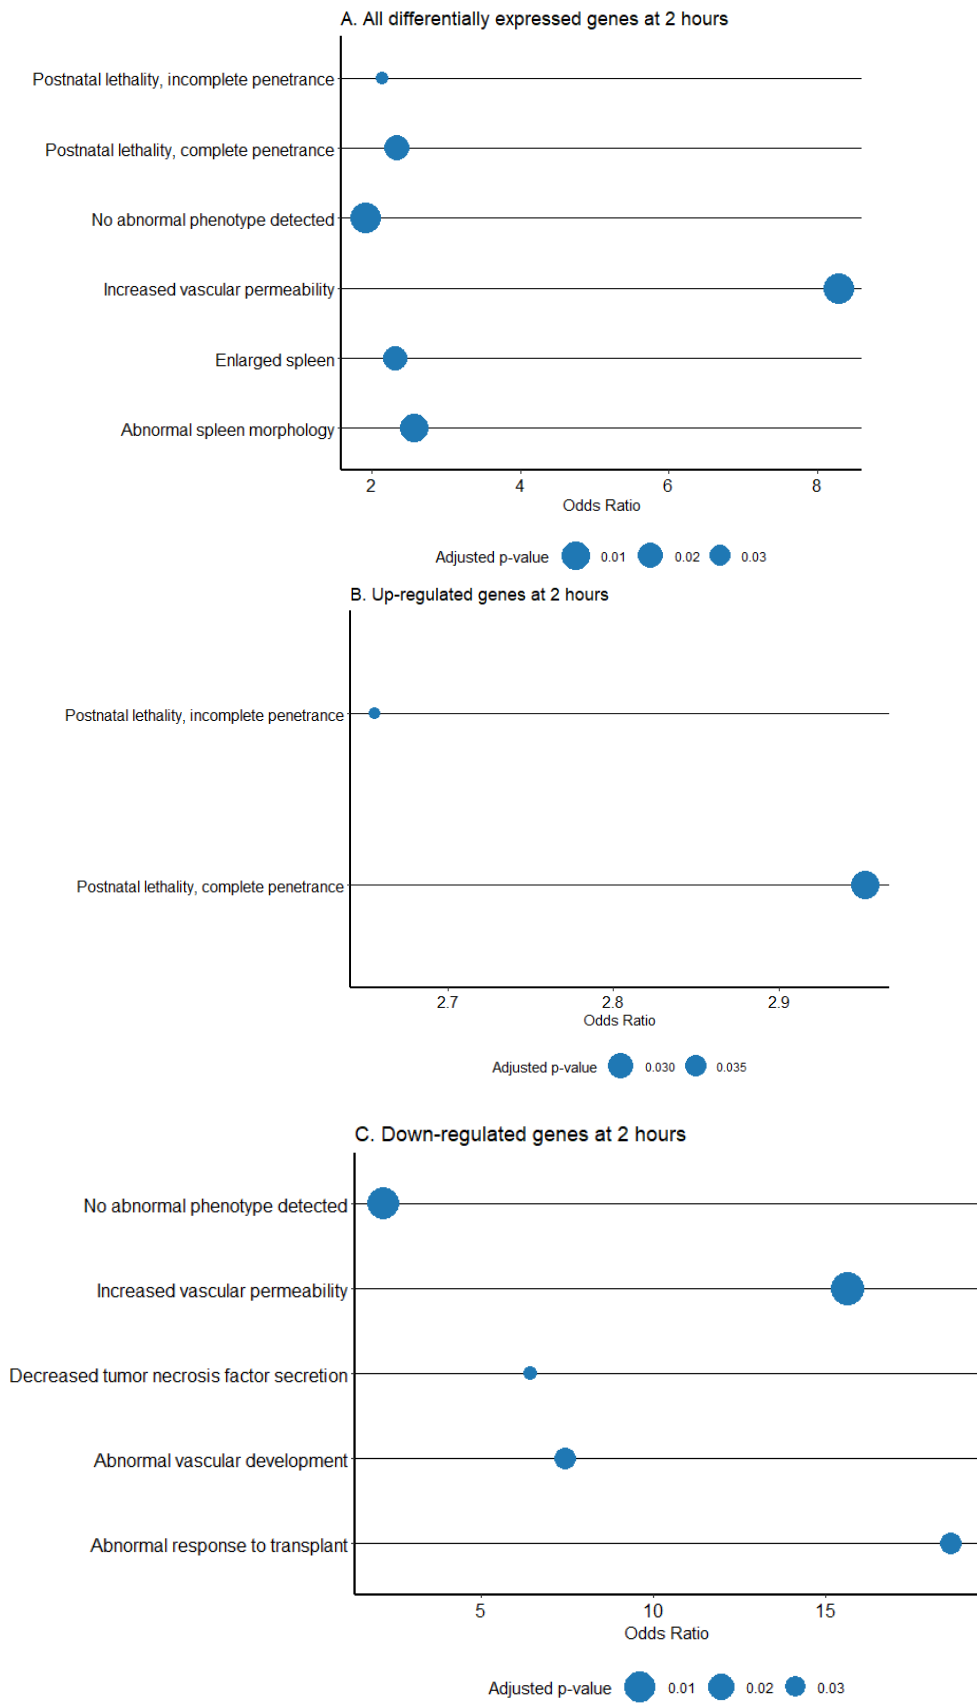 A. All differentially expressed genes at 2 hours
Postnatal lethality, incomplete penetrance
Postnatal lethality, complete penetrance
No abnormal phenotype detected
Increased vascular permeability
Enlarged spleen
Abnormal spleen morphology
2 4 6 8
Odds Ratio
Adjusted p-value 0.01 0.02 0.03
B. Up-regulated genes at 2 hours
Postnatal lethality, incomplete penetrance
Postnatal lethality, complete penetrance
2.7 2.8 2.9
Odds Ratio
Adjusted p-value 0.030 0.035
C. Down-regulated genes at 2 hours
No abnormal phenotype detected
Increased vascular permeability
Decreased tumor necrosis factor secretion
Abnormal vascular development
Abnormal response to transplant
5 10 15
Odds Ratio
Adjusted p-value 0.01 0.02 0.03